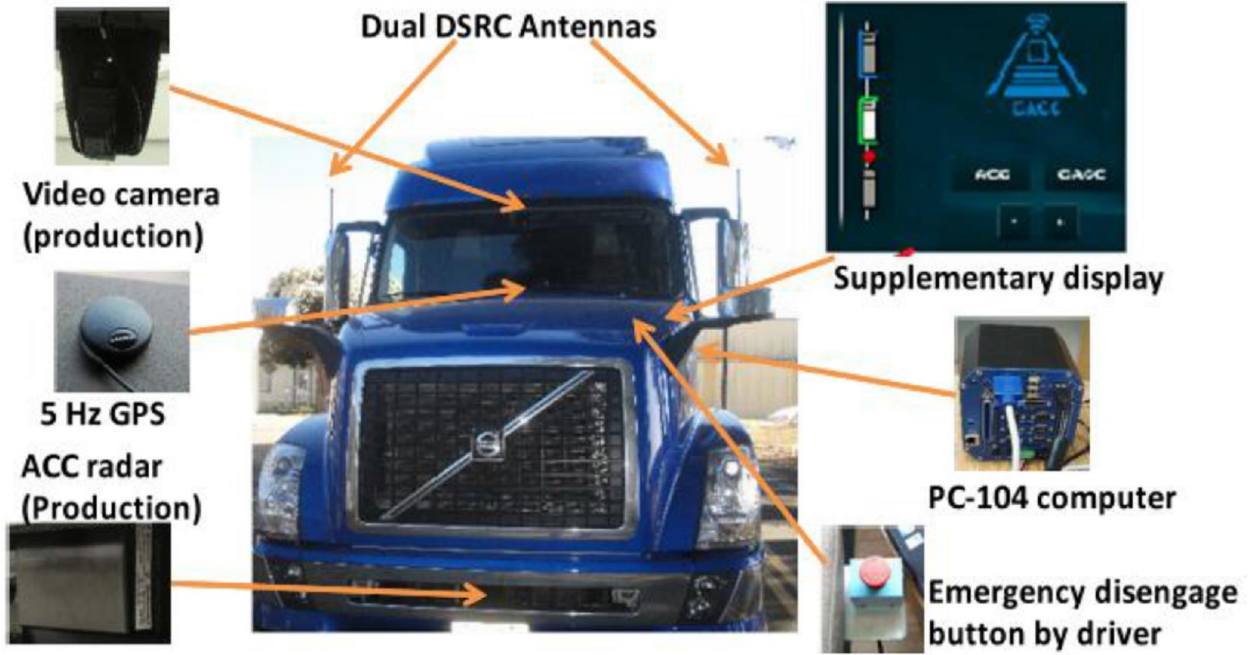 Dual DSRC Antennas
Video camera
(production)
CACC
ACC CACC
Supplementary display
5 Hz GPS
ACC radar
(Production)
PC-104 computer
Emergency disengage
button by driver